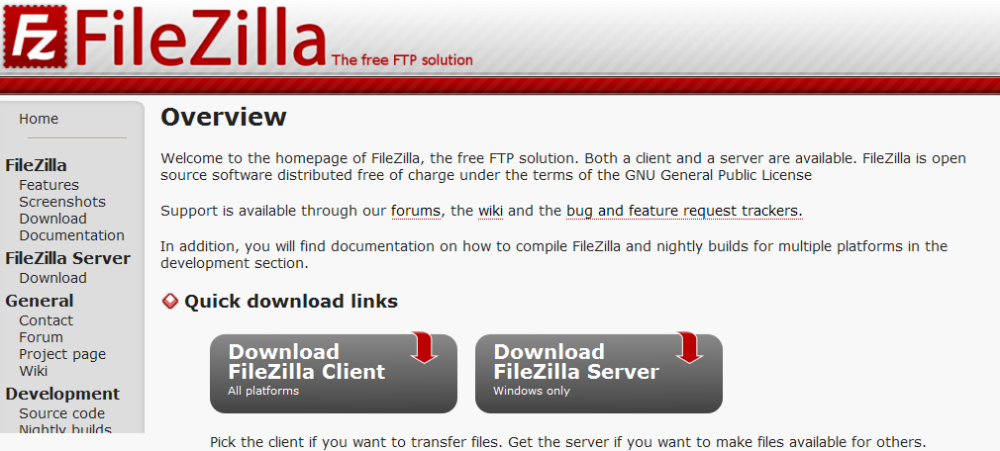 Fz FileZilla The free FTP solution
Home
FileZilla
Features
Screenshots
Download
Documentation
FileZilla Server
Download
General
Contact
Forum
Project page
Wiki
Development
Source code
Nightly builds
Overview
Welcome to the homepage of FileZilla, the free FTP solution. Both a client and a server are available. FileZilla is open
source software distributed free of charge under the terms of the GNU General Public License
Support is available through our forums, the wiki and the bug and feature request trackers.
In addition, you will find documentation on how to compile FileZilla and nightly builds for multiple platforms in the
development section.
Quick download links
Download
FileZilla Client
All platforms
Download
FileZilla Server
Windows only
Pick the client if you want to transfer files. Get the server if you want to make files available for others.